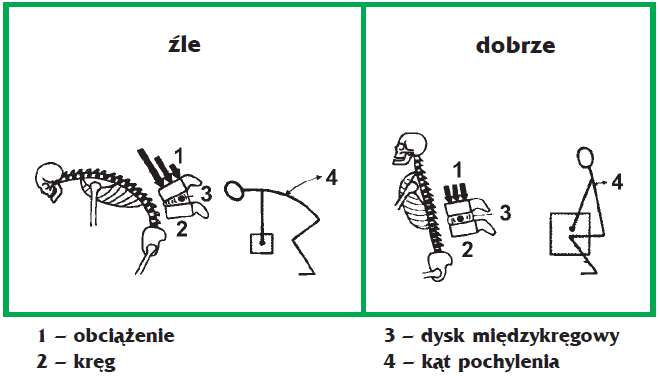 źle
1
4
3
2
dobrze
1
4
3
2
1 – obciążenie
2 – kręg
3 – dysk międzykręgowy
4 – kąt pochylenia